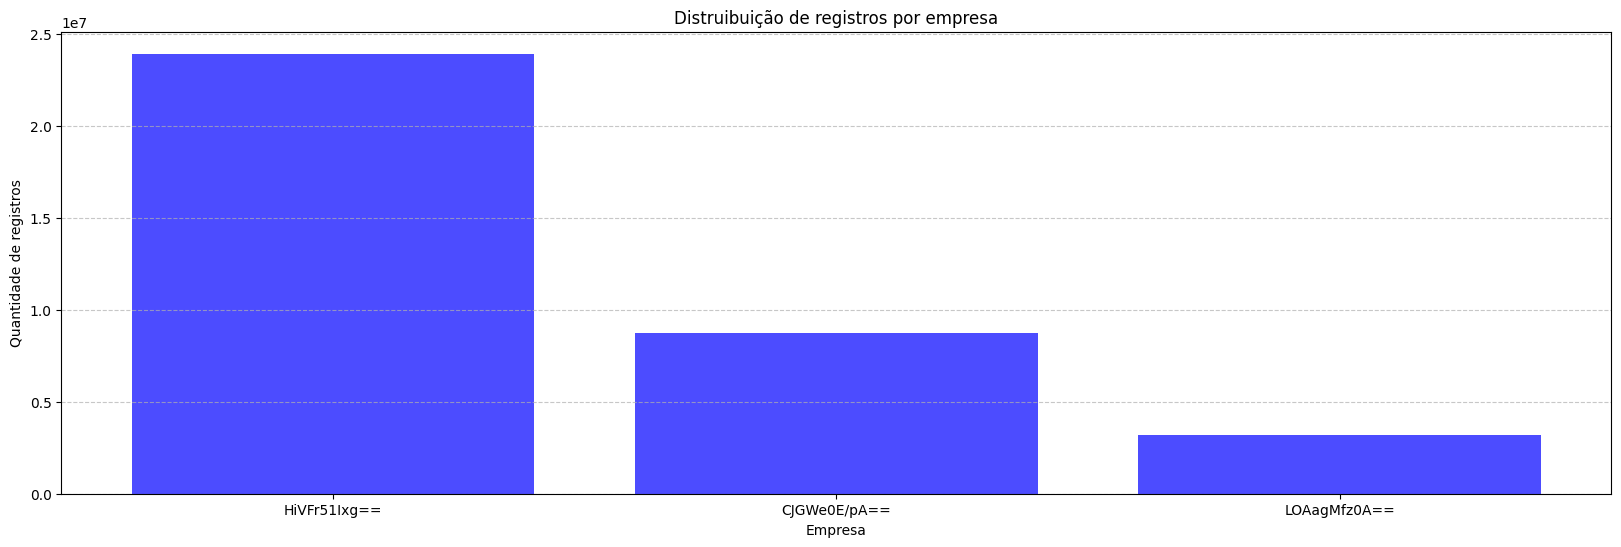 Distruibuição de registros por empresa
1e7
2.5
2.0
1.5
1.0
0.5
0.0
Quantidade de registros
HiVFr51Ixg==
CJGWe0E/pA==
LOAagMfz0A==
Empresa